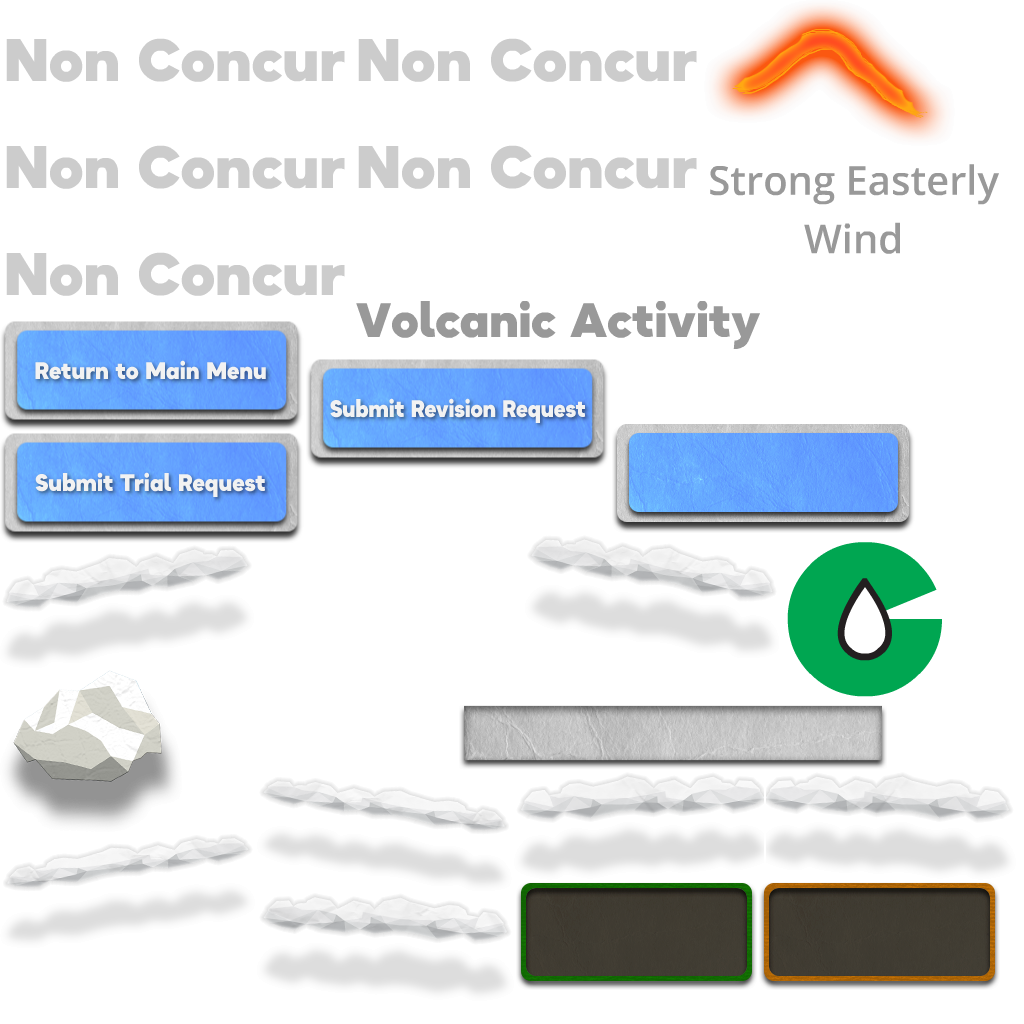 Non Concur Non Concur
Non Concur Non Concur
Strong Easterly
Wind
Non Concur
Volcanic Activity
Return to Main Menu
Submit Revision Request
Submit Trial Request